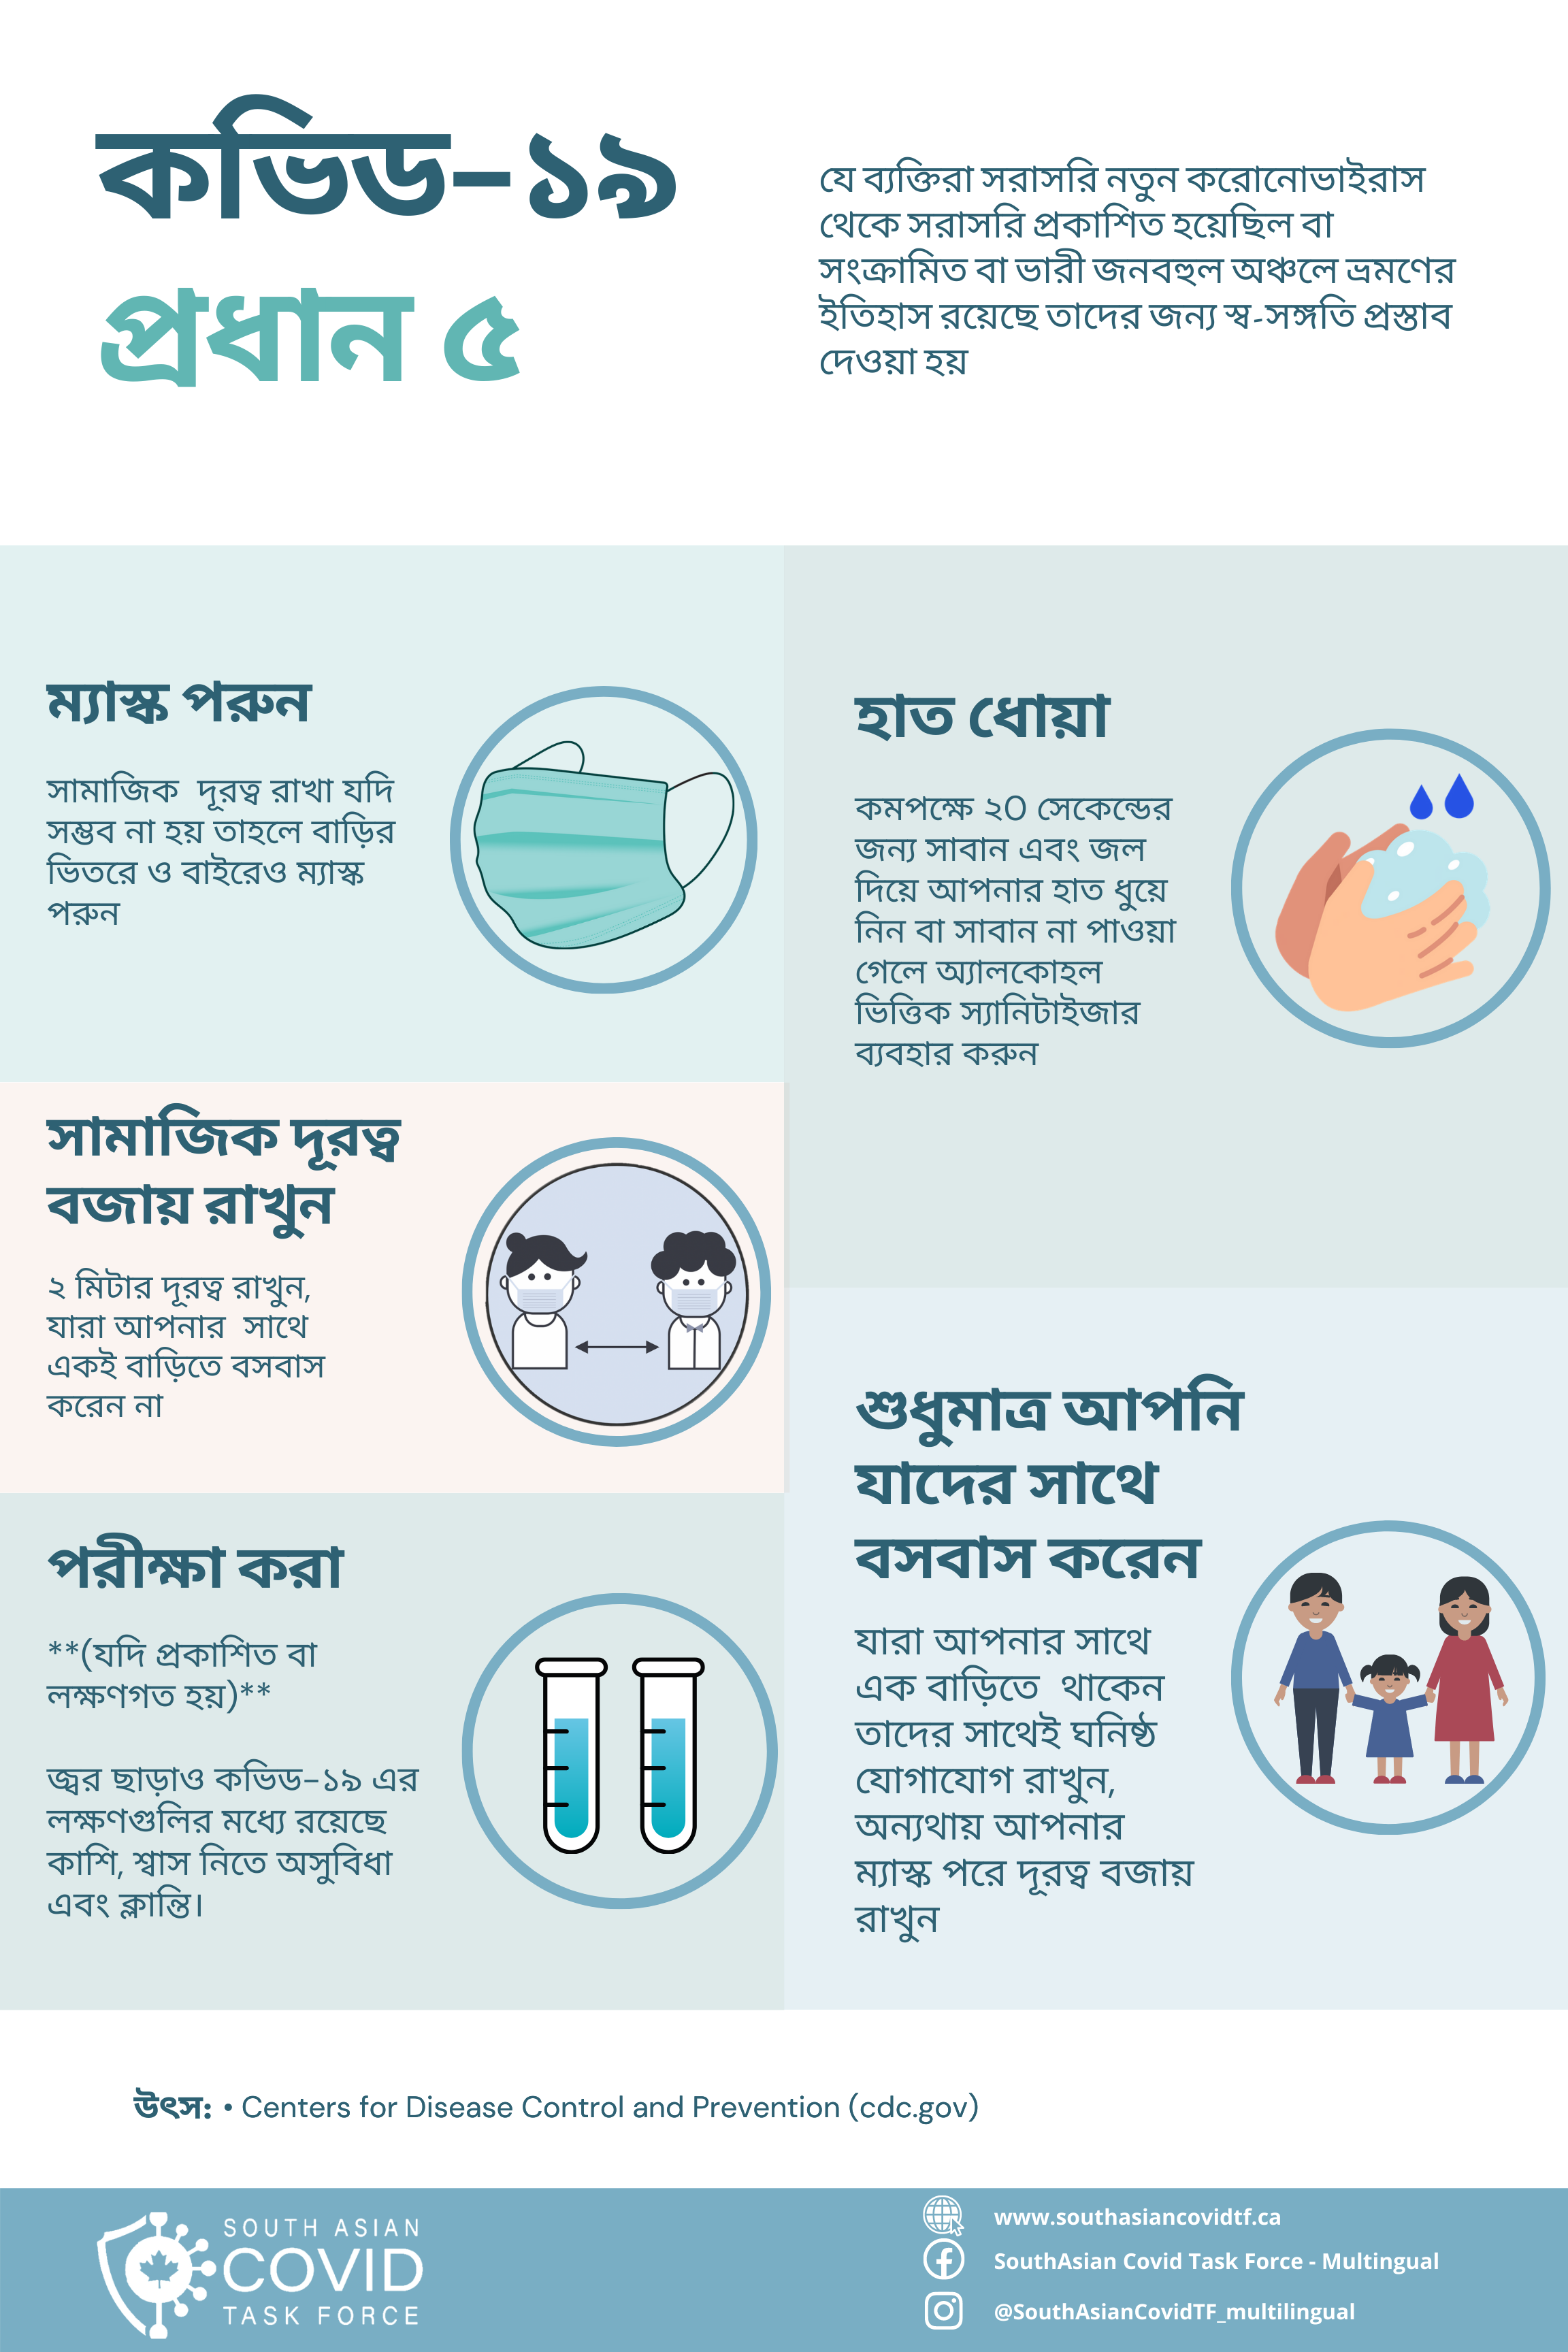 কভিড-১৯
প্রধান ৫
যে ব্যক্তিরা সরাসরি নতুন করোনোভাইরাস
থেকে সরাসরি প্রকাশিত হয়েছিল বা
সংক্রামিত বা ভারী জনবহুল অঞ্চলে ভ্রমণের
ইতিহাস রয়েছে তাদের জন্য স্ব-সঙ্গতি প্রস্তাব
দেওয়া হয়
ম্যাস্ক পরুন
সামাজিক দূরত্ব রাখা যদি
সম্ভব না হয় তাহলে বাড়ির
ভিতরে ও বাইরেও ম্যাস্ক
পরুন
হাত ধোয়া
কমপক্ষে ২0 সেকেন্ডের
জন্য সাবান এবং জল
দিয়ে আপনার হাত ধুয়ে
নিন বা সাবান না পাওয়া
গেলে অ্যালকোহল
ভিত্তিক স্যানিটাইজার
ব্যবহার করুন
সামাজিক দূরত্ব
বজায় রাখুন
২ মিটার দূরত্ব রাখুন,
যারা আপনার সাথে
একই বাড়িতে বসবাস
করেন না
শুধুমাত্র আপনি
যাদের সাথে
বসবাস করেন
যারা আপনার সাথে
এক বাড়িতে থাকেন
তাদের সাথেই ঘনিষ্ঠ
যোগাযোগ রাখুন,
অন্যথায় আপনার
ম্যাস্ক পরে দূরত্ব বজায়
রাখুন
পরীক্ষা করা
**(যদি প্রকাশিত বা
লক্ষণগত হয়)**
জ্বর ছাড়াও কভিড-১৯ এর
লক্ষণগুলির মধ্যে রয়েছে
কাশি, শ্বাস নিতে অসুবিধা
এবং ক্লান্তি।
উৎস: • Centers for Disease Control and Prevention (cdc.gov)
SOUTH ASIAN
COVID
TASK FORCE
www.southasiancovidtf.ca
SouthAsian Covid Task Force - Multingual
@SouthAsianCovidTF_multilingual